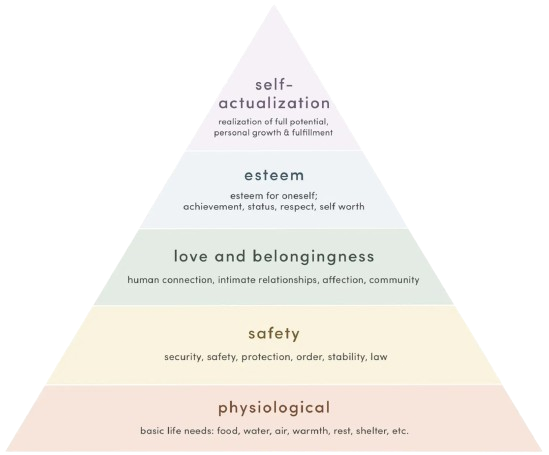 self-
actualization
realization of full potential,
personal growth & fulfillment
esteem
esteem for oneself;
achievement, status, respect, self worth
love and belongingness
human connection, intimate relationships, affection, community
safety
security, safety, protection, order, stability, law
physiological
basic life needs: food, water, air, warmth, rest, shelter, etc.